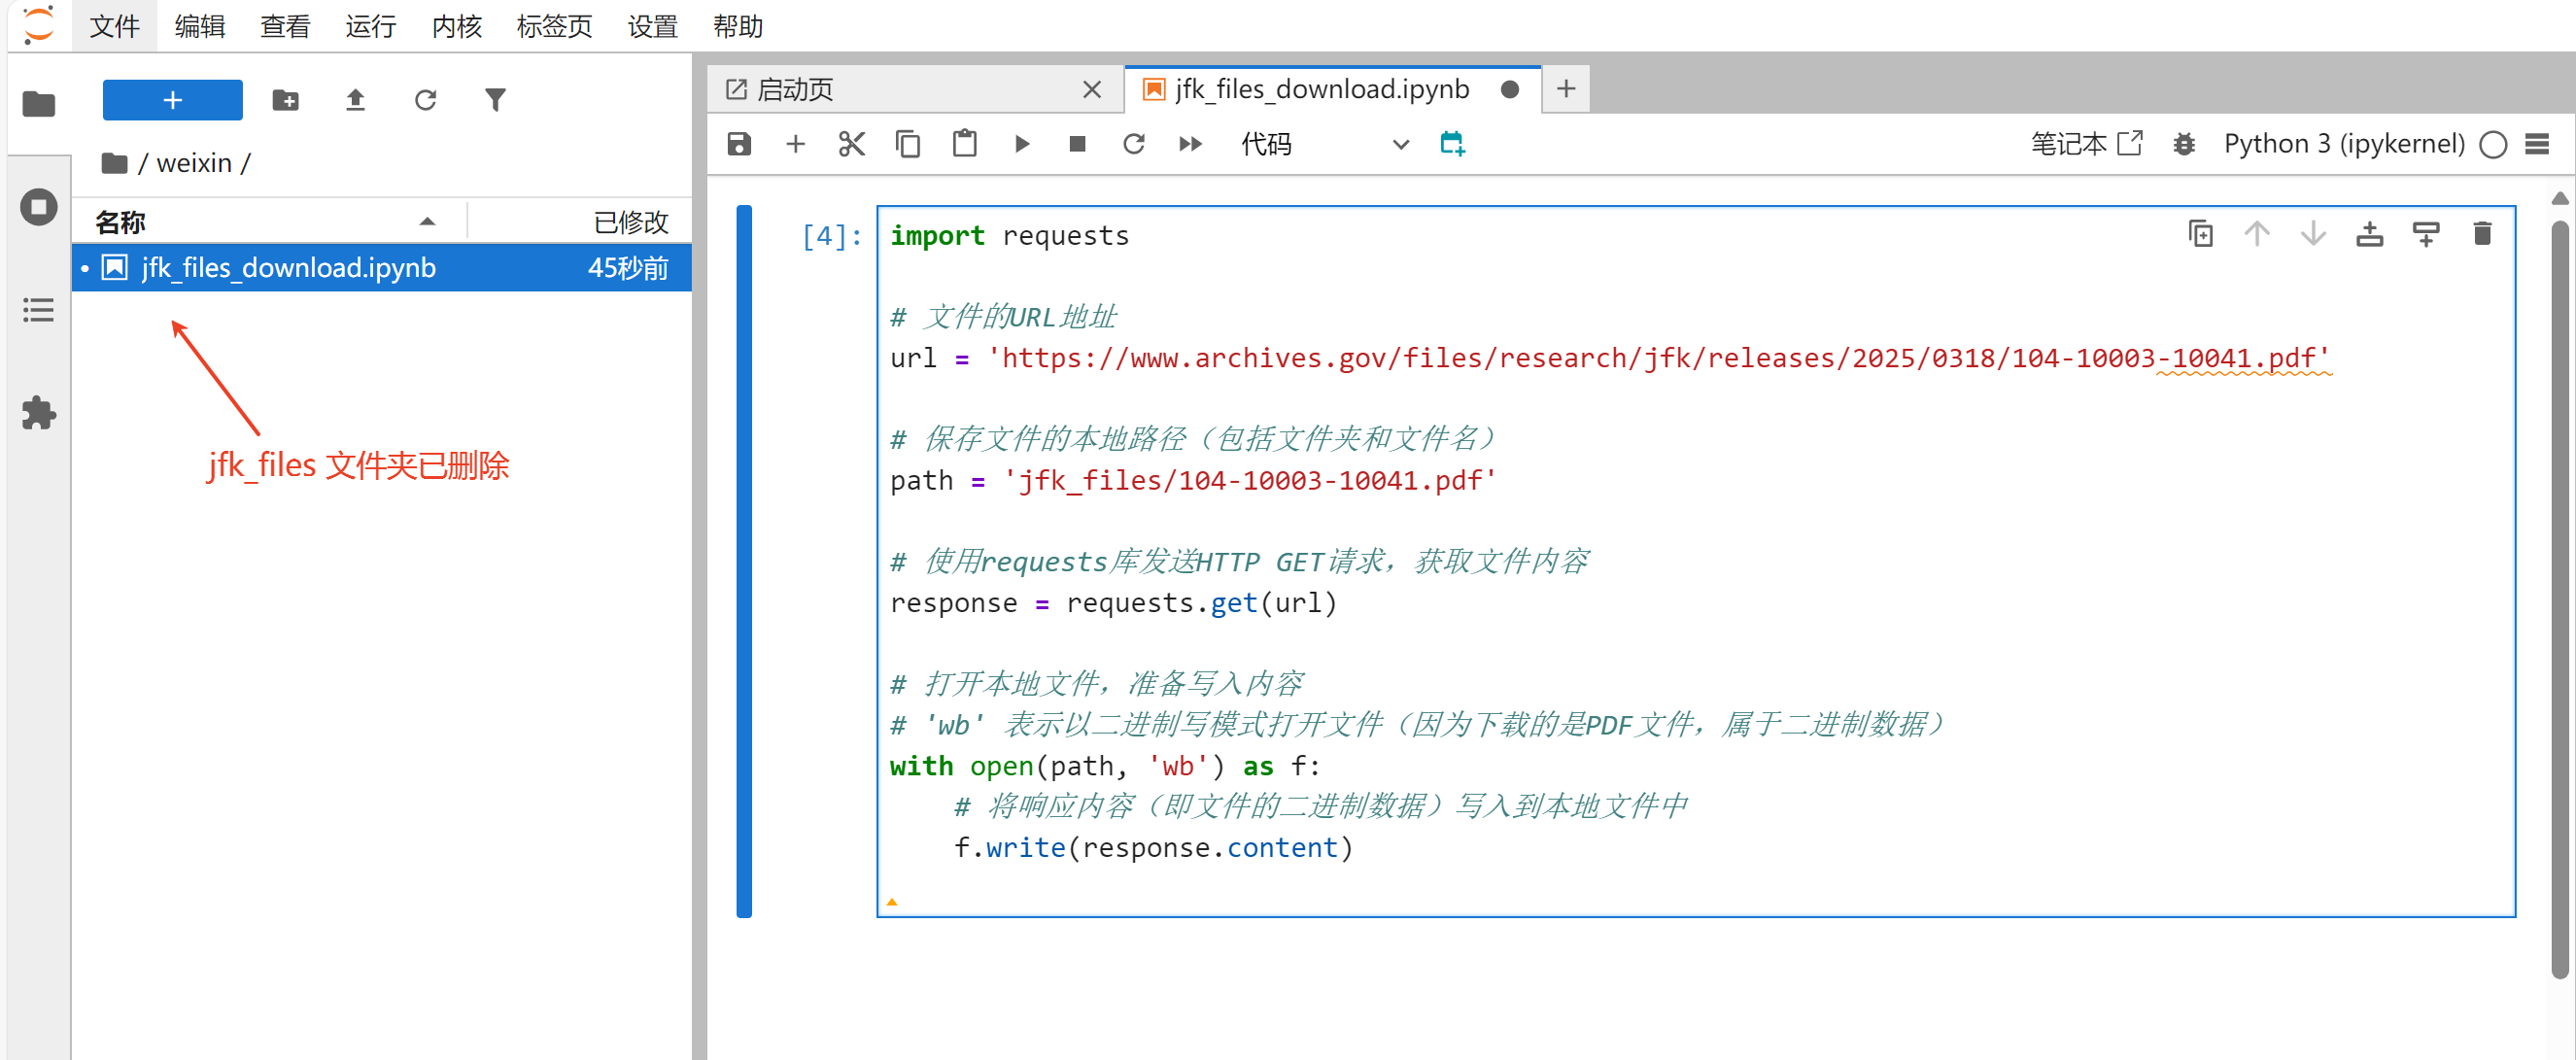 文件 编辑 查看 运行 内核 标签页 设置 帮助
/ weixin /
名称 已修改
jfk_files_download.ipynb 45秒前
jfk_files 文件夹已删除
启动页 jfk_files_download.ipynb
代码 笔记本 Python 3 (ipykernel)
[4]: import requests
# 文件的URL地址
url = 'https://www.archives.gov/files/research/jfk/releases/2025/0318/104-10003-10041.pdf'
# 保存文件的本地路径（包括文件夹和文件名）
path = 'jfk_files/104-10003-10041.pdf'
# 使用requests库发送HTTP GET请求，获取文件内容
response = requests.get(url)
# 打开本地文件，准备写入内容
# 'wb' 表示以二进制写模式打开文件（因为下载的是PDF文件，属于二进制数据）
with open(path, 'wb') as f:
    # 将响应内容（即文件的二进制数据）写入到本地文件中
    f.write(response.content)